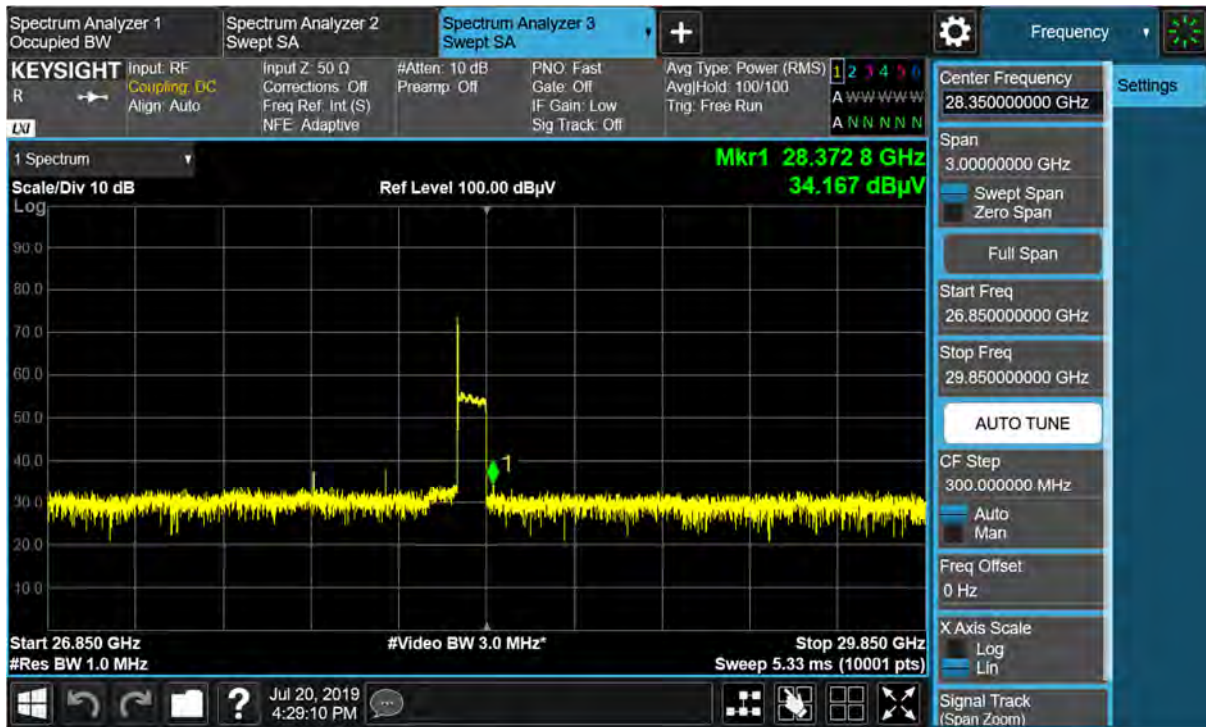 Spectrum Analyzer 1
Occupied BW
Spectrum Analyzer 2
Swept SA
Spectrum Analyzer 3
Swept SA
Frequency
KEYSIGHT
R
LXI
Input: RF
Coupling: DC
Align: Auto
Input Z: 50 Ω
Corrections: Off
Freq Ref: Int (S)
NFE: Adaptive
#Atten: 10 dB
Preamp: Off
PNO: Fast
Gate: Off
IF Gain: Low
Sig Track: Off
Avg Type: Power (RMS)
Avg|Hold: 100/100
Trig: Free Run
1 2 3 4 5 6
A W W W W W
A N N N N N
1 Spectrum
Scale/Div 10 dB
Ref Level 100.00 dBµV
Mkr1 28.372 8 GHz
34.167 dBµV
Log
90.0
80.0
70.0
60.0
50.0
40.0
30.0
20.0
10.0
1
Start 26.850 GHz
#Video BW 3.0 MHz*
Stop 29.850 GHz
#Res BW 1.0 MHz
Sweep 5.33 ms (10001 pts)
Center Frequency
28.350000000 GHz
Settings
Span
3.00000000 GHz
Swept Span
Zero Span
Full Span
Start Freq
26.850000000 GHz
Stop Freq
29.850000000 GHz
AUTO TUNE
CF Step
300.000000 MHz
Auto
Man
Freq Offset
0 Hz
X Axis Scale
Log
Lin
Signal Track
(Span Zoom)
?
Jul 20, 2019
4:29:10 PM